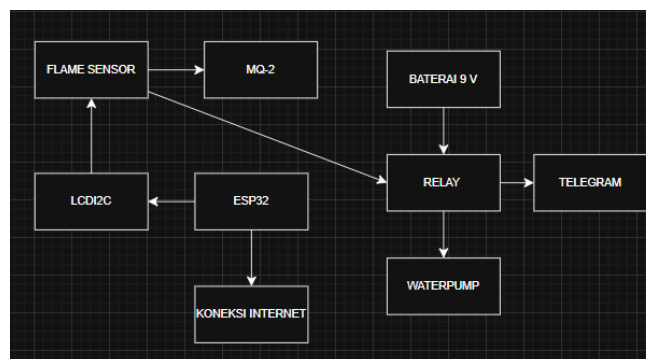 FLAME SENSOR
MQ-2
BATERAI 9 V
LCDI2C
ESP32
RELAY
TELEGRAM
KONEKSI INTERNET
WATERPUMP